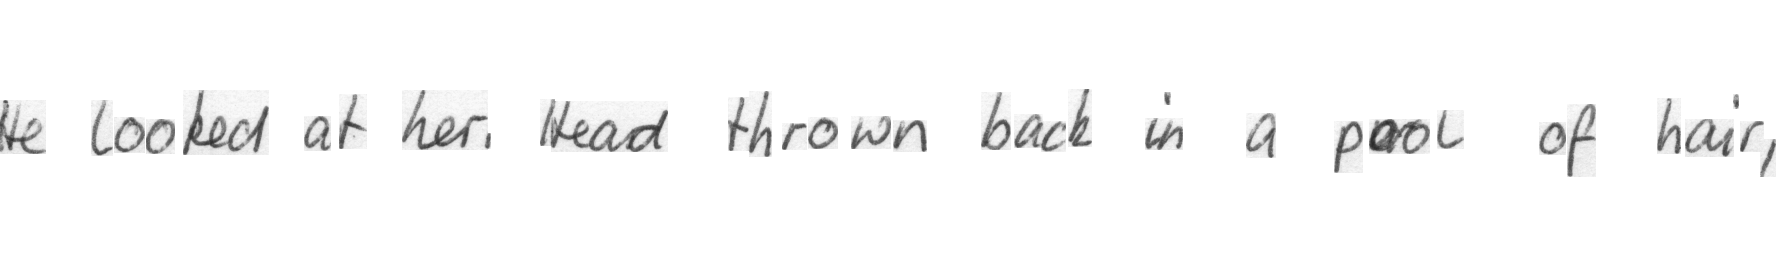 He looked at her. Head thrown back in a pool of hair,